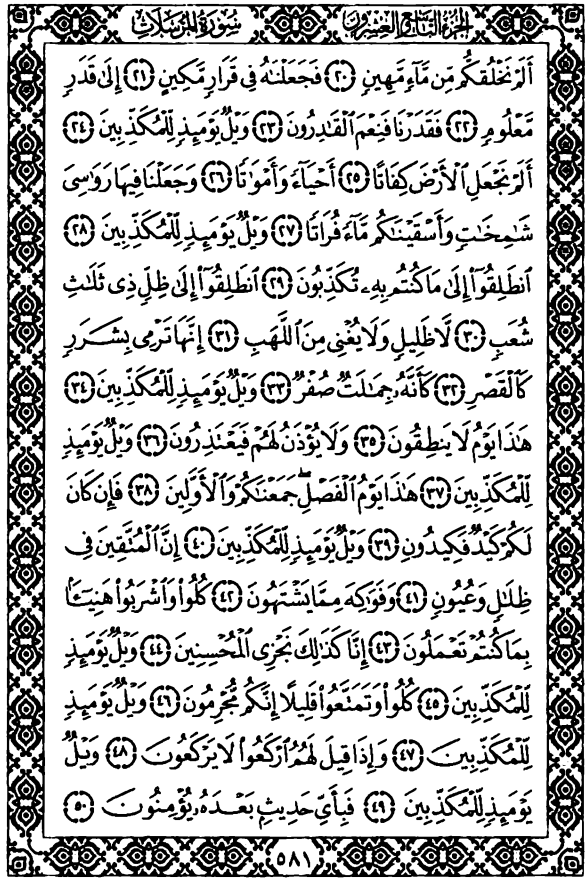 الجزء التاسع والعشرون سورة المرسلات
أَلَمْ نَخْلُقكُّم مِّن مَّآءٍ مَّهِينٍ ۝٢٠ فَجَعَلْنَٰهُ فِى قَرَارٍ مَّكِينٍ ۝٢١ إِلَىٰ قَدَرٍ
مَّعْلُومٍ ۝٢٢ فَقَدَرْنَا فَنِعْمَ ٱلْقَٰدِرُونَ ۝٢٣ وَيْلٌ يَوْمَئِذٍ لِّلْمُكَذِّبِينَ ۝٢٤
أَلَمْ نَجْعَلِ ٱلْأَرْضَ كِفَاتًا ۝٢٥ أَحْيَآءً وَأَمْوَٰتًا ۝٢٦ وَجَعَلْنَا فِيهَا رَوَٰسِىَ
شَٰمِخَٰتٍ وَأَسْقَيْنَٰكُم مَّآءً فُرَاتًا ۝٢٧ وَيْلٌ يَوْمَئِذٍ لِّلْمُكَذِّبِينَ ۝٢٨
ٱنطَلِقُوٓا۟ إِلَىٰ مَا كُنتُم بِهِۦ تُكَذِّبُونَ ۝٢٩ ٱنطَلِقُوٓا۟ إِلَىٰ ظِلٍّ ذِى ثَلَٰثِ
شُعَبٍ ۝٣٠ لَّا ظَلِيلٍ وَلَا يُغْنِى مِنَ ٱللَّهَبِ ۝٣١ إِنَّهَا تَرْمِى بِشَرَرٍ
كَٱلْقَصْرِ ۝٣٢ كَأَنَّهُۥ جِمَٰلَتٌ صُفْرٌ ۝٣٣ وَيْلٌ يَوْمَئِذٍ لِّلْمُكَذِّبِينَ ۝٣٤
هَٰذَا يَوْمُ لَا يَنطِقُونَ ۝٣٥ وَلَا يُؤْذَنُ لَهُمْ فَيَعْتَذِرُونَ ۝٣٦ وَيْلٌ يَوْمَئِذٍ
لِّلْمُكَذِّبِينَ ۝٣٧ هَٰذَا يَوْمُ ٱلْفَصْلِ ۖ جَمَعْنَٰكُمْ وَٱلْأَوَّلِينَ ۝٣٨ فَإِن كَانَ
لَكُمْ كَيْدٌ فَكِيدُونِ ۝٣٩ وَيْلٌ يَوْمَئِذٍ لِّلْمُكَذِّبِينَ ۝٤٠ إِنَّ ٱلْمُتَّقِينَ فِى
ظِلَٰلٍ وَعُيُونٍ ۝٤١ وَفَوَٰكِهَ مِمَّا يَشْتَهُونَ ۝٤٢ كُلُوا۟ وَٱشْرَبُوا۟ هَنِيٓـًٔۢا
بِمَا كُنتُمْ تَعْمَلُونَ ۝٤٣ إِنَّا كَذَٰلِكَ نَجْزِى ٱلْمُحْسِنِينَ ۝٤٤ وَيْلٌ يَوْمَئِذٍ
لِّلْمُكَذِّبِينَ ۝٤٥ كُلُوا۟ وَتَمَتَّعُوا۟ قَلِيلًا إِنَّكُم مُّجْرِمُونَ ۝٤٦ وَيْلٌ يَوْمَئِذٍ
لِّلْمُكَذِّبِينَ ۝٤٧ وَإِذَا قِيلَ لَهُمُ ٱرْكَعُوا۟ لَا يَرْكَعُونَ ۝٤٨ وَيْلٌ
يَوْمَئِذٍ لِّلْمُكَذِّبِينَ ۝٤٩ فَبِأَىِّ حَدِيثٍۭ بَعْدَهُۥ يُؤْمِنُونَ ۝٥٠
٥٨١